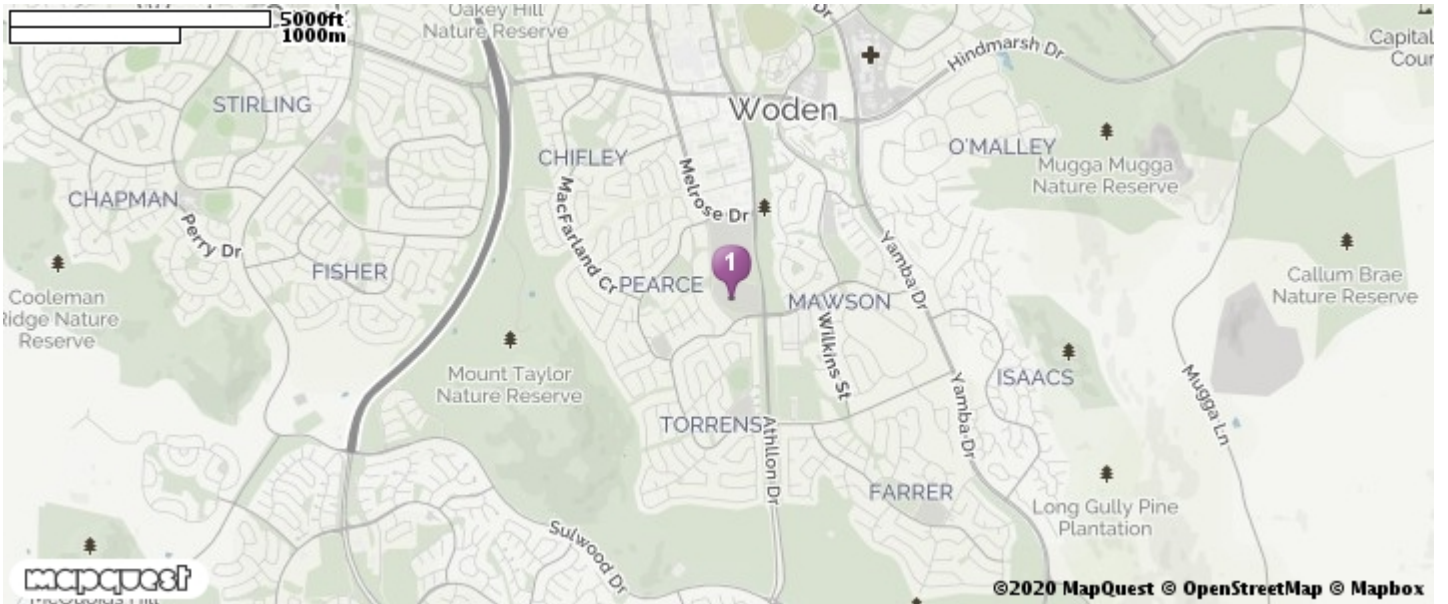 5000ft
1000m
Oakey Hill
Nature Reserve
Dr
Hindmarsh Dr
Capital
Cour
STIRLING
Woden
CHIFLEY
O'MALLEY
Mugga Mugga
Nature Reserve
CHAPMAN
Perry Dr
MacFarland Cr
Melrose Dr
Yamba Dr
FISHER
PEARCE
1
MAWSON
Callum Brae
Nature Reserve
Cooleman
Ridge Nature
Reserve
Wilkins St
Mount Taylor
Nature Reserve
ISAACS
Mugga Ln
Yamba Dr
TORRENS
Athllon Dr
FARRER
Long Gully Pine
Plantation
Sulwood Dr
mapquest
©2020 MapQuest © OpenStreetMap © Mapbox